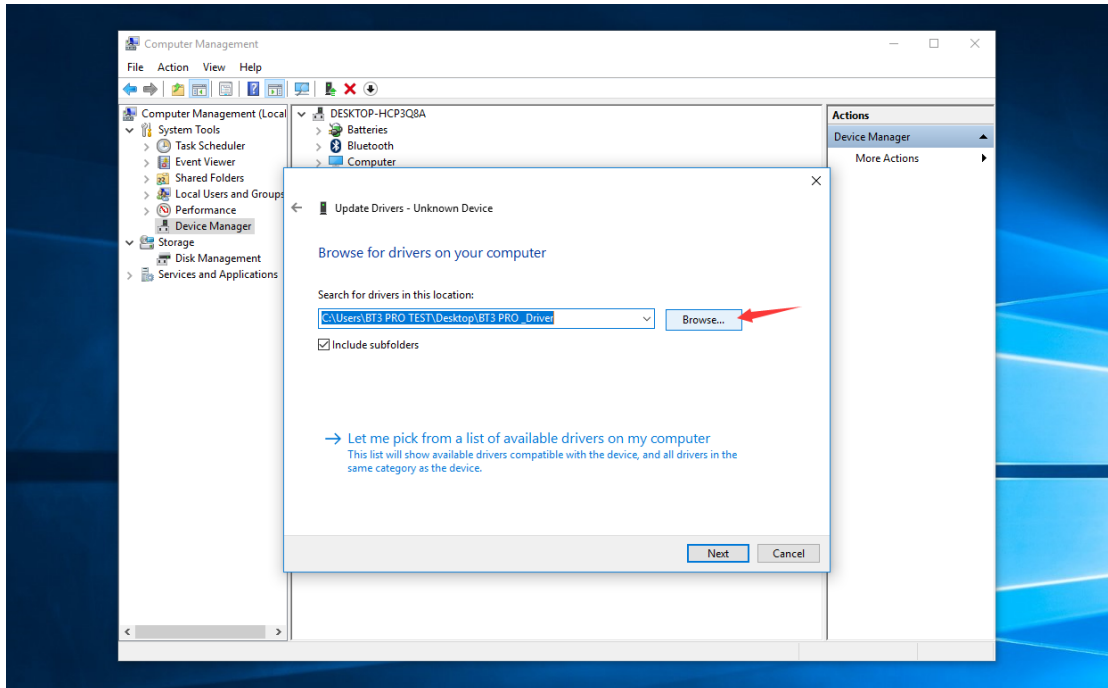 Computer Management
File Action View Help
Computer Management (Local
System Tools
Task Scheduler
Event Viewer
Shared Folders
Local Users and Groups
Performance
Device Manager
Storage
Disk Management
Services and Applications
DESKTOP-HCP3Q8A
Batteries
Bluetooth
Computer
Actions
Device Manager
More Actions
Update Drivers - Unknown Device
Browse for drivers on your computer
Search for drivers in this location:
C:\Users\BT3 PRO TEST\Desktop\BT3 PRO _Driver
Browse...
Include subfolders
Let me pick from a list of available drivers on my computer
This list will show available drivers compatible with the device, and all drivers in the
same category as the device.
Next Cancel